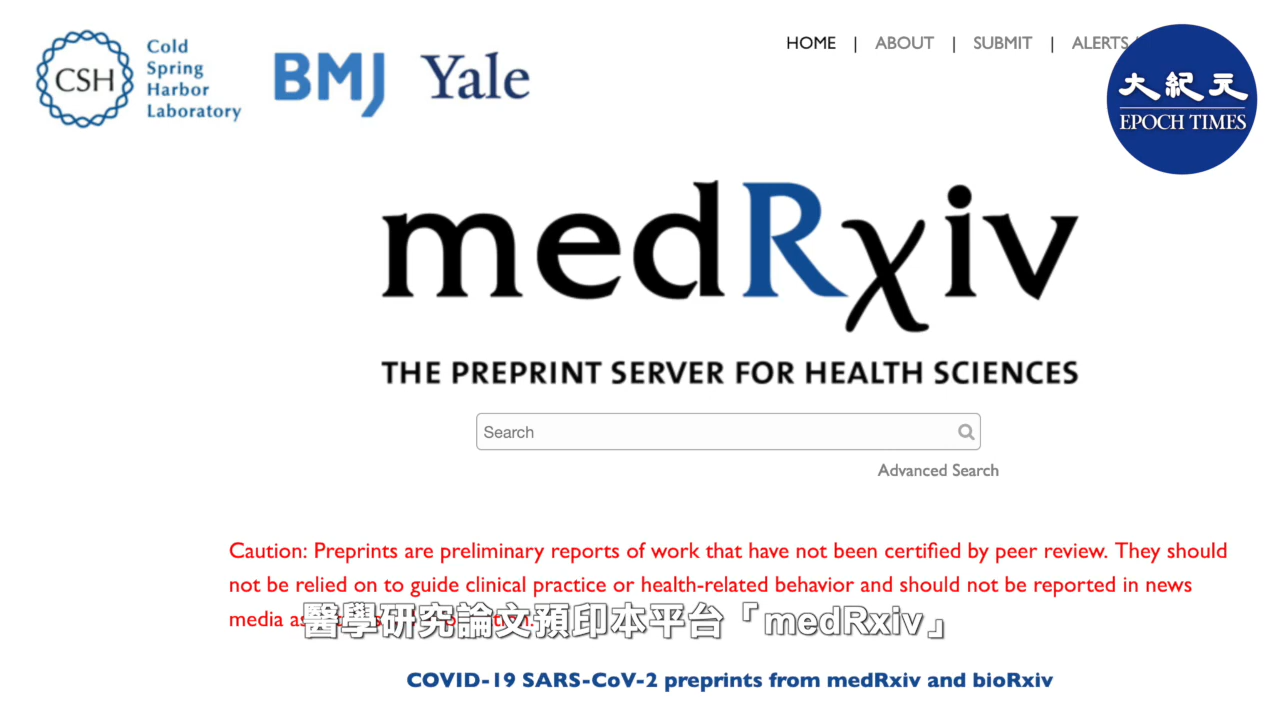 CSH
Cold
Spring
Harbor
Laboratory
BMJ
Yale
HOME | ABOUT | SUBMIT | ALERTS
大紀元
EPOCH TIMES
medRxiv
THE PREPRINT SERVER FOR HEALTH SCIENCES
Search
Advanced Search
Caution: Preprints are preliminary reports of work that have not been certified by peer review. They should
not be relied on to guide clinical practice or health-related behavior and should not be reported in news
media as
醫學研究論文預印本平台「medRxiv」
COVID-19 SARS-CoV-2 preprints from medRxiv and bioRxiv